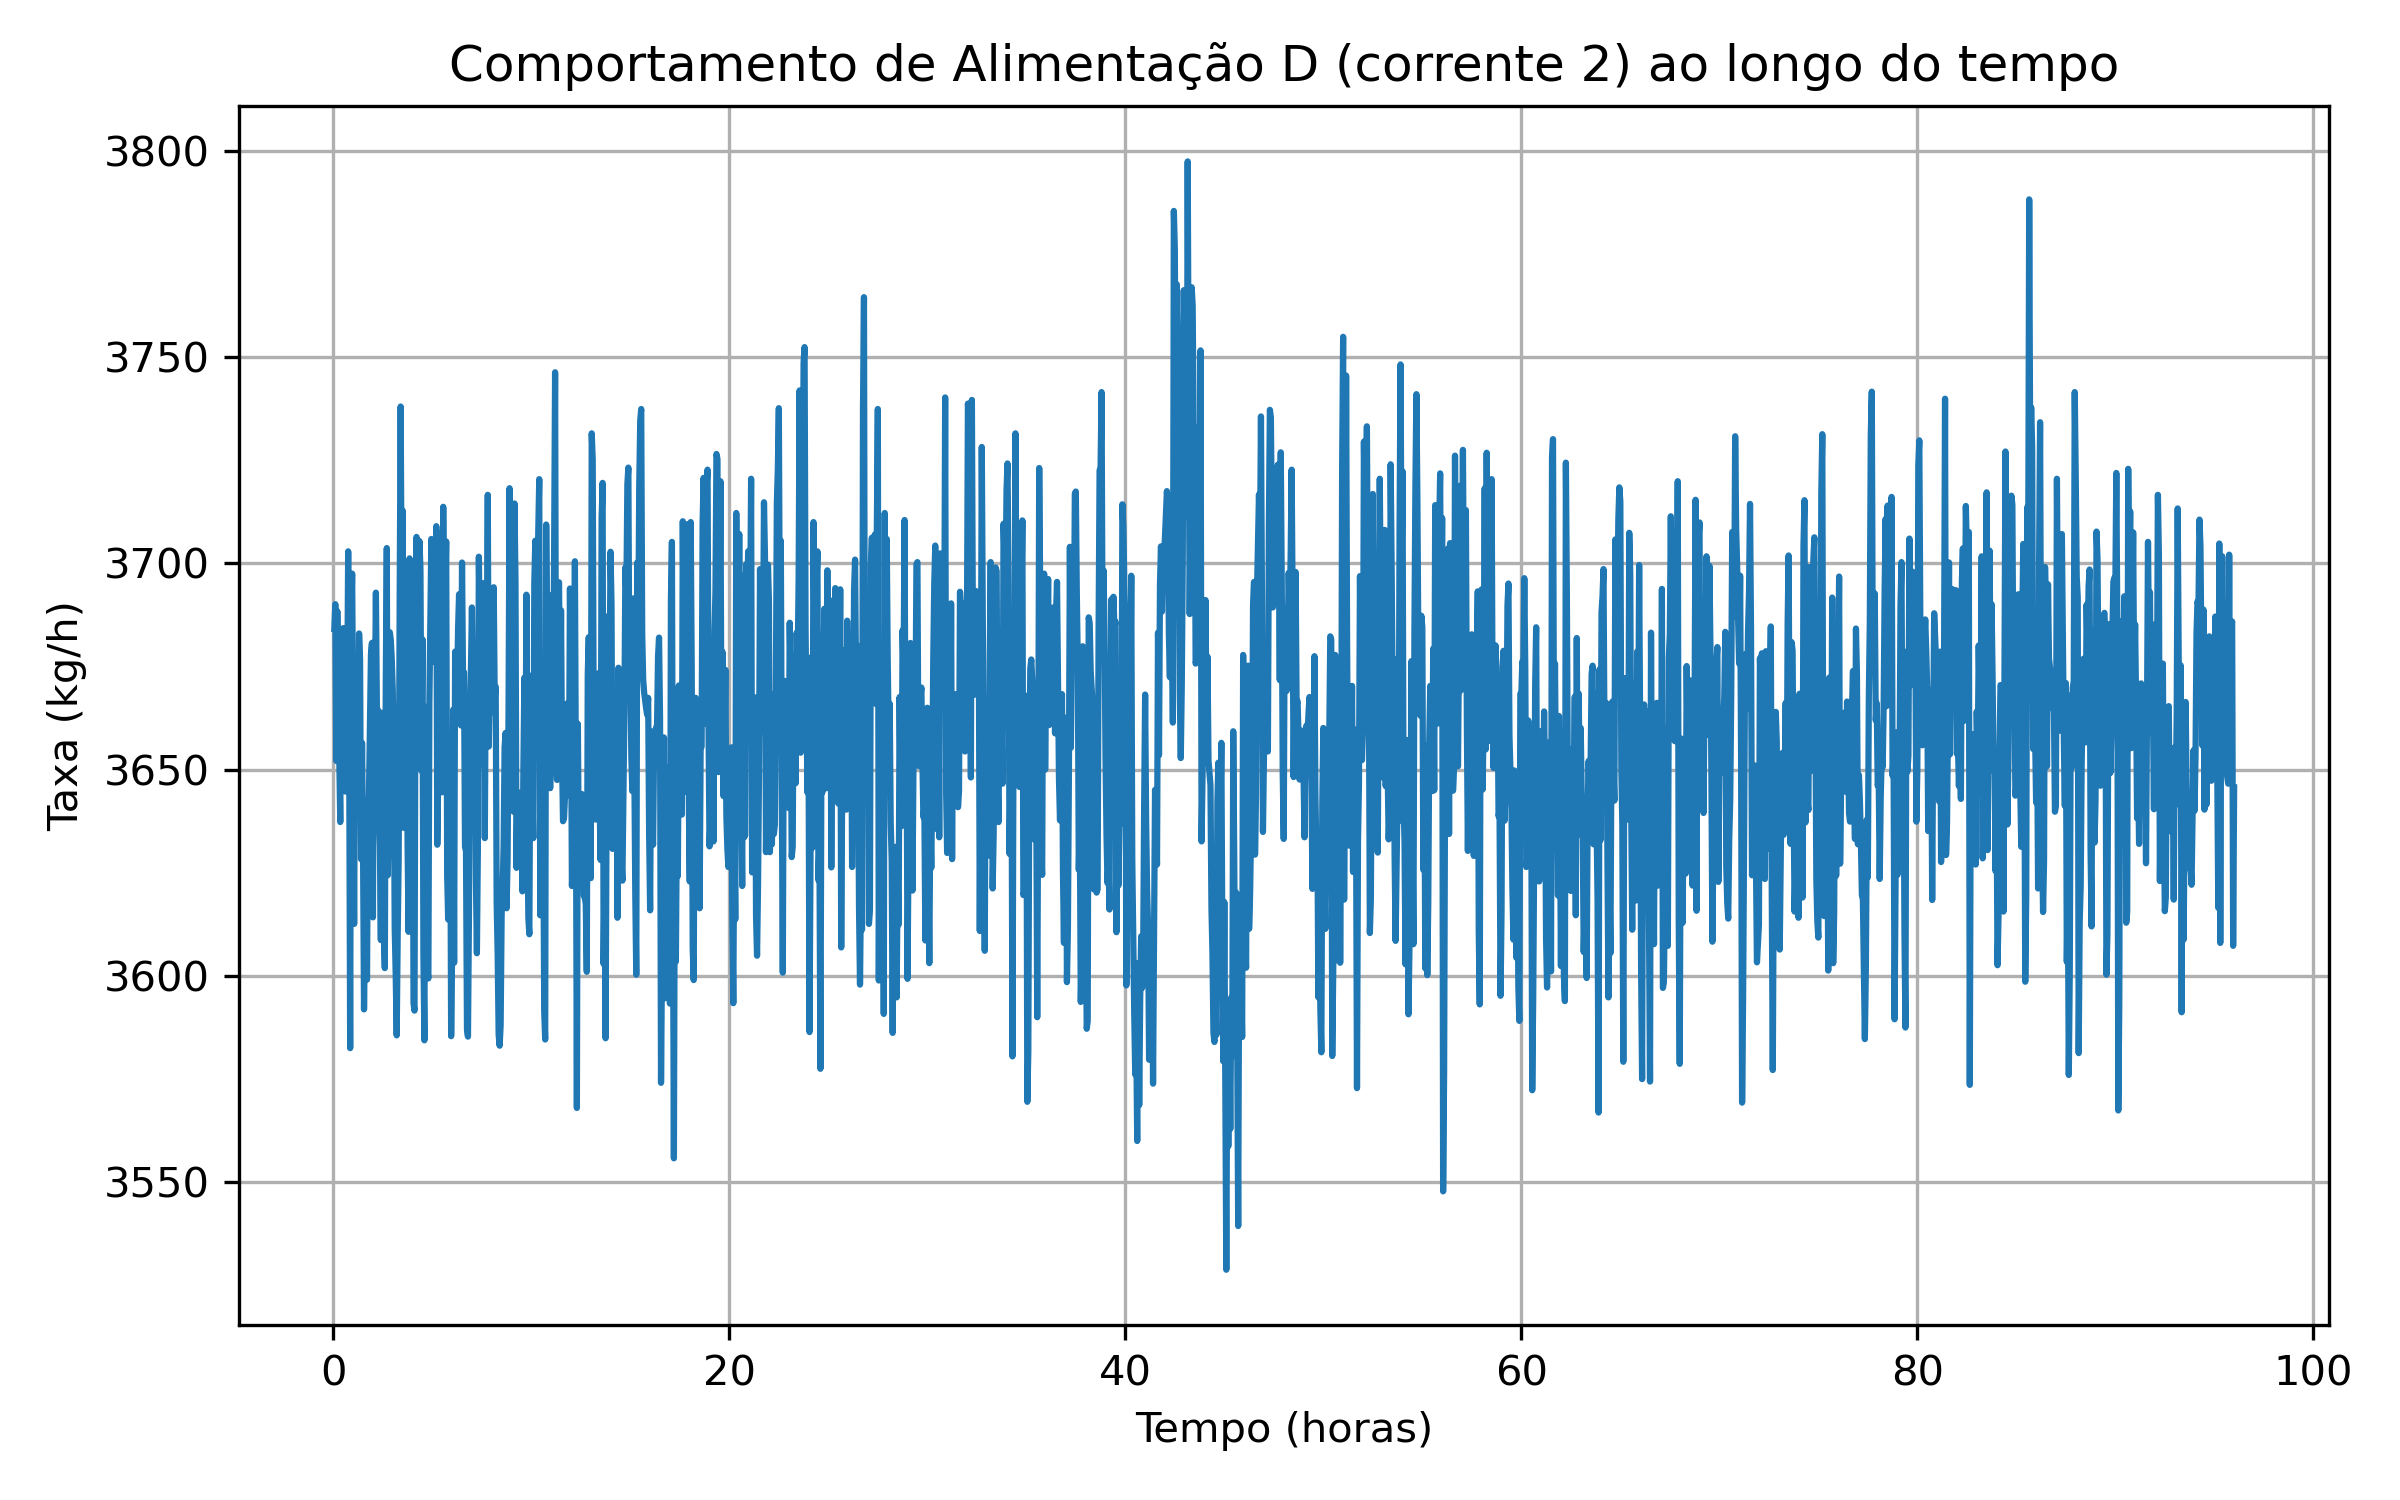 Comportamento de Alimentação D (corrente 2) ao longo do tempo
3800
3750
3700
3650
3600
3550
Taxa (kg/h)
0 20 40 60 80 100
Tempo (horas)